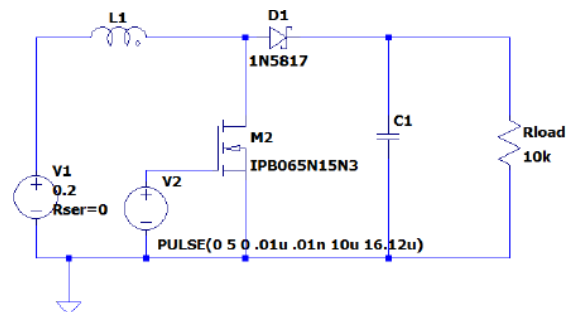 L1
D1
1N5817
C1
Rload
10k
M2
IPB065N15N3
V1
0.2
Rser=0
V2
PULSE(0 5 0 .01u .01n 10u 16.12u)